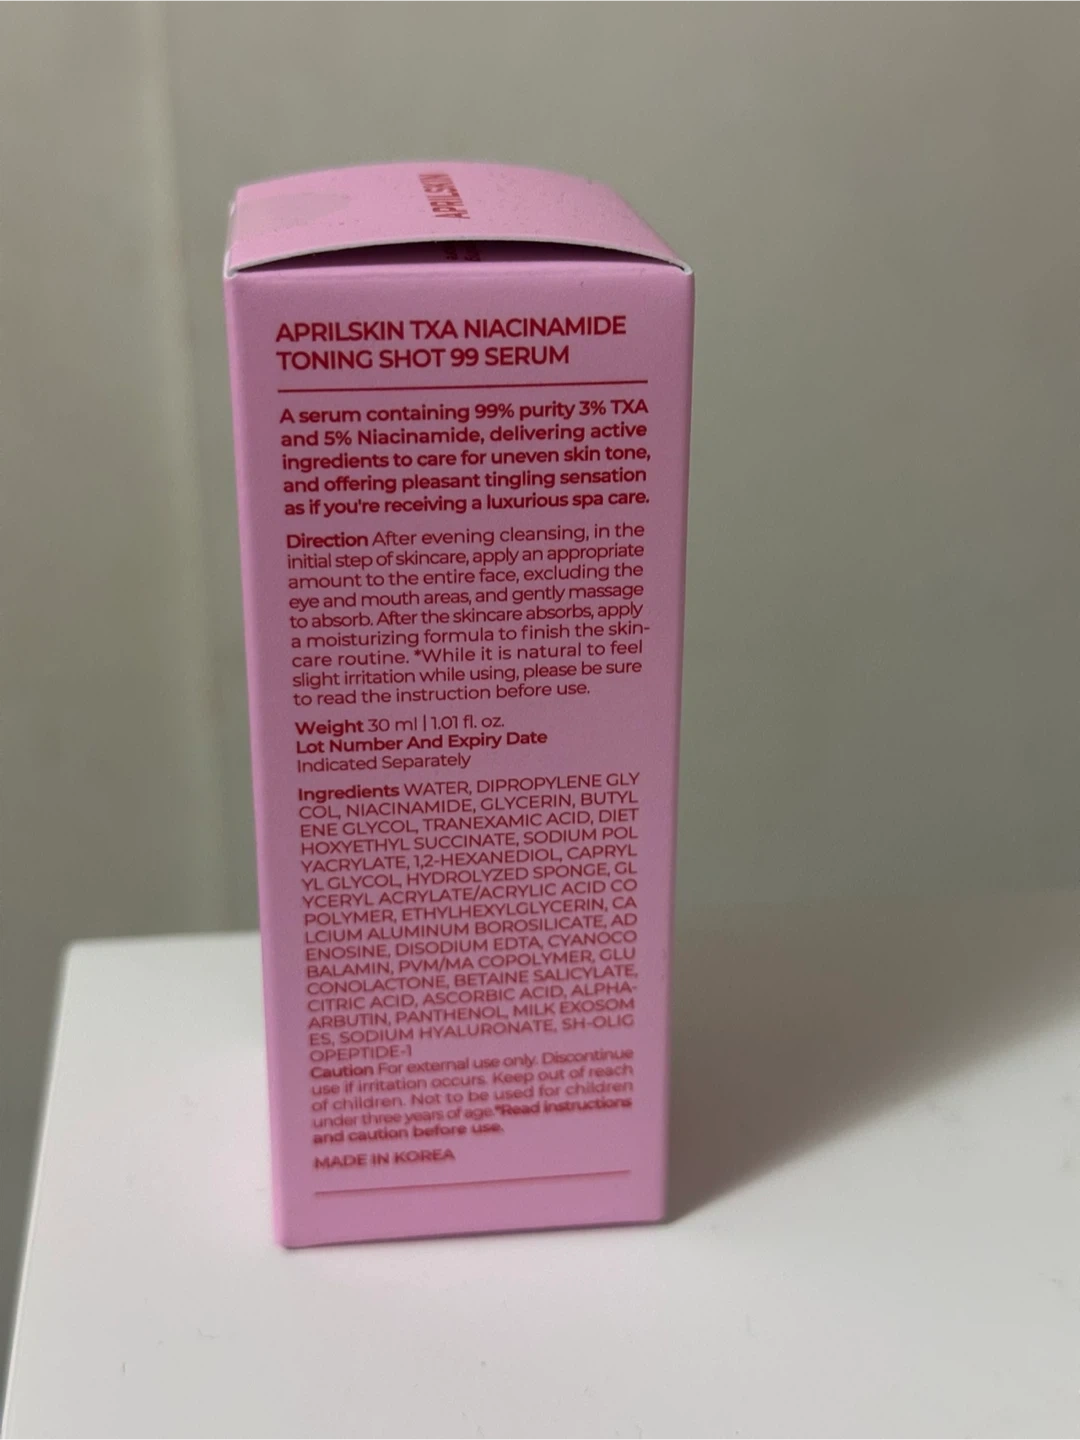 APRILSKIN
APRILSKIN TXA NIACINAMIDE
TONING SHOT 99 SERUM
A serum containing 99% purity 3% TXA
and 5% Niacinamide, delivering active
ingredients to care for uneven skin tone,
and offering pleasant tingling sensation
as if you're receiving a luxurious spa care.
Direction After evening cleansing, in the
initial step of skincare, apply an appropriate
amount to the entire face, excluding the
eye and mouth areas, and gently massage
to absorb. After the skincare absorbs, apply
a moisturizing formula to finish the skin-
care routine. *While it is natural to feel
slight irritation while using, please be sure
to read the instruction before use.
Weight 30 ml | 1.01 fl. oz.
Lot Number And Expiry Date
Indicated Separately
Ingredients WATER, DIPROPYLENE GLY
COL, NIACINAMIDE, GLYCERIN, BUTYL
ENE GLYCOL, TRANEXAMIC ACID, DIET
HOXYETHYL SUCCINATE, SODIUM POL
YACRYLATE, 1,2-HEXANEDIOL, CAPRYL
YL GLYCOL, HYDROLYZED SPONGE, GL
YCERYL ACRYLATE/ACRYLIC ACID CO
POLYMER, ETHYLHEXYLGLYCERIN, CA
LCIUM ALUMINUM BOROSILICATE, AD
ENOSINE, DISODIUM EDTA, CYANOCO
BALAMIN, PVM/MA COPOLYMER, GLU
CONOLACTONE, BETAINE SALICYLATE,
CITRIC ACID, ASCORBIC ACID, ALPHA-
ARBUTIN, PANTHENOL, MILK EXOSOM
ES, SODIUM HYALURONATE, SH-OLIG
OPEPTIDE-1
Caution For external use only. Discontinue
use if irritation occurs. Keep out of reach
of children. Not to be used for children
under three years of age.*Read instructions
and caution before use.
MADE IN KOREA